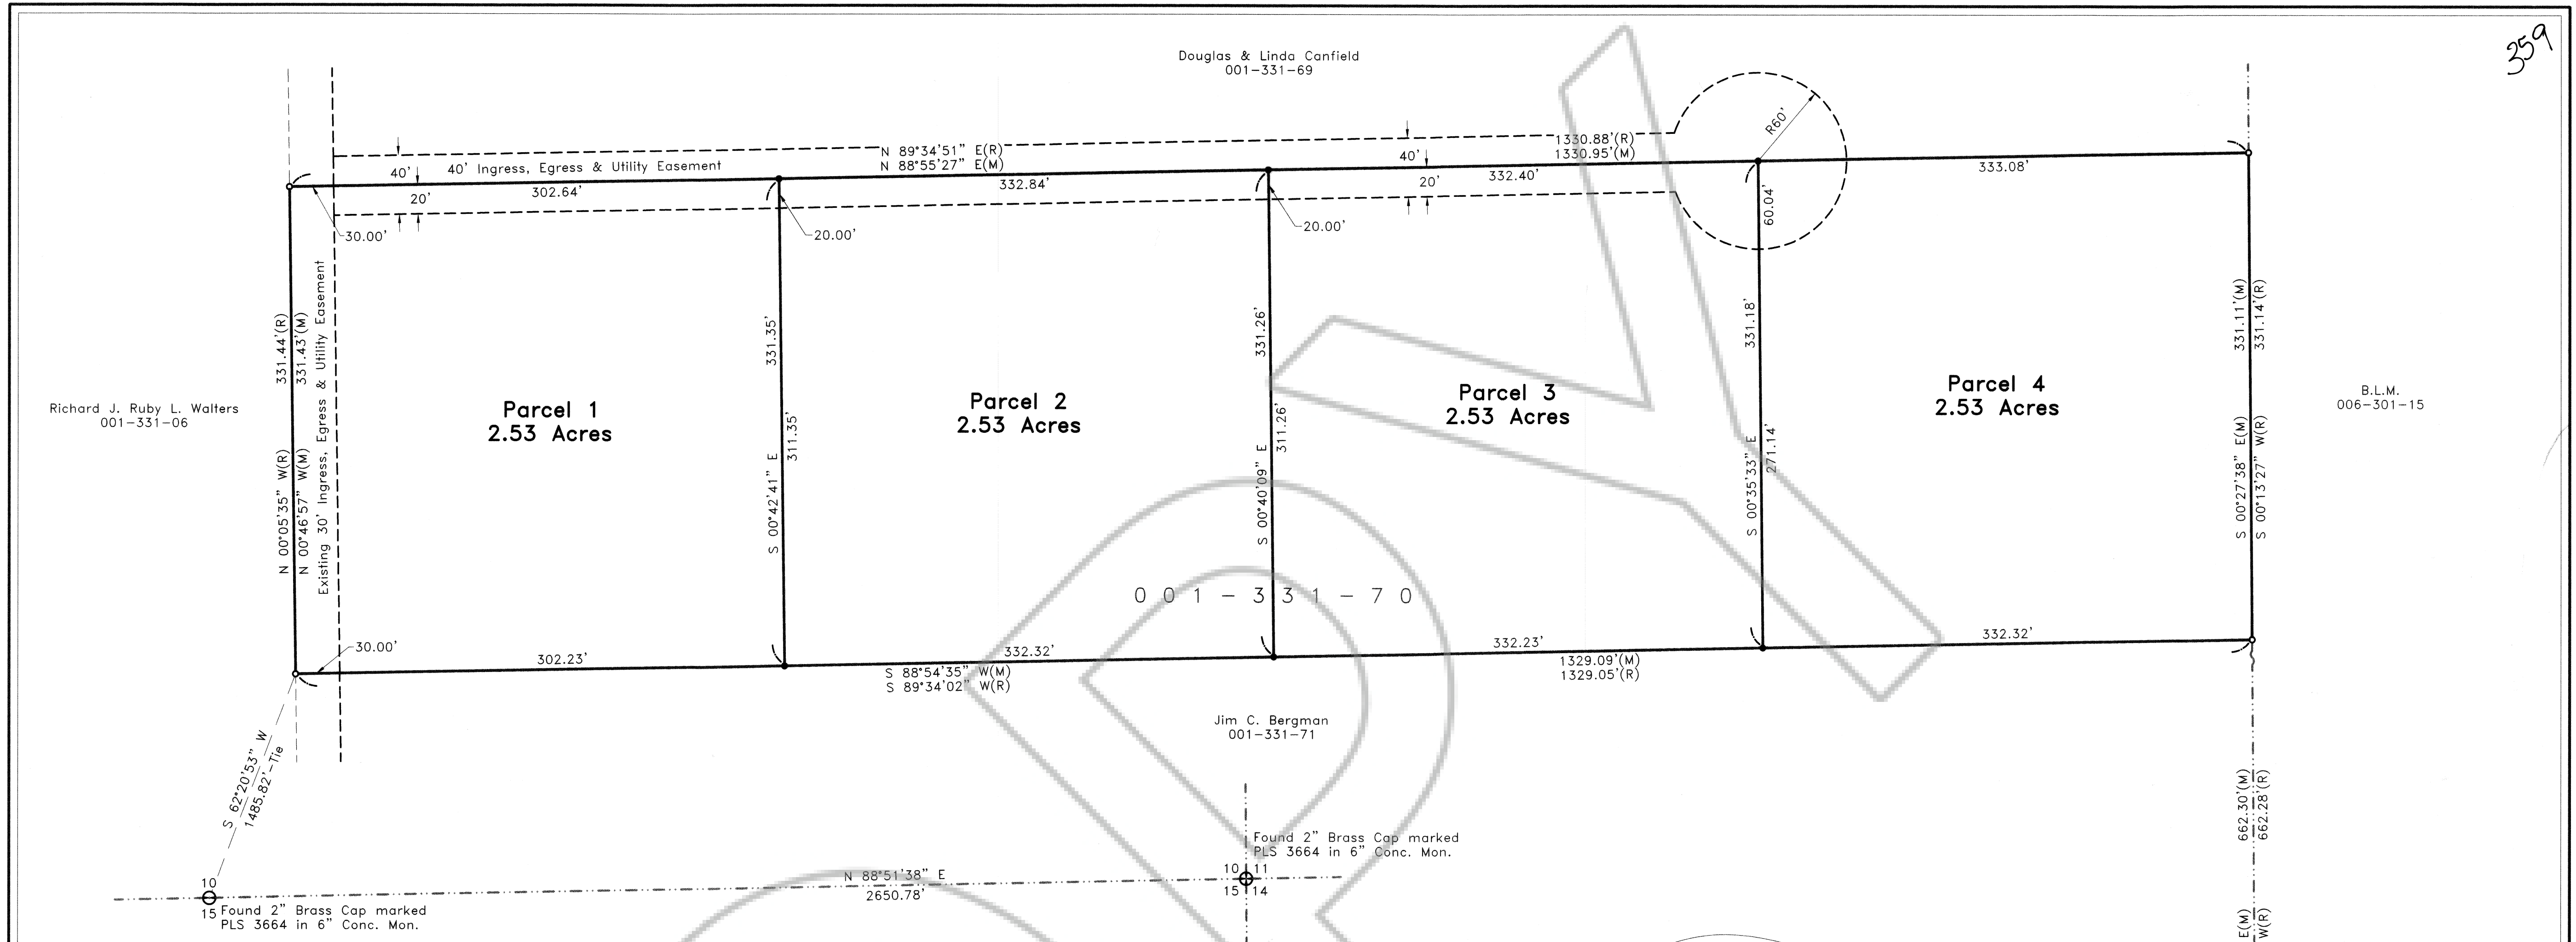 359
Douglas & Linda Canfield
001-331-69
R60'
N 89°34'51" E(R)
N 88°55'27" E(M)
1330.88'(R)
1330.95'(M)
40'
40' Ingress, Egress & Utility Easement
20'
302.64'
332.84'
40'
20'
332.40'
333.08'
30.00'
20.00'
20.00'
60.04'
331.44'(R)
331.43'(M)
N 00°05'35" W(R)
N 00°46'57" W(M)
Existing 30' Ingress, Egress & Utility Easement
331.35'
S 00°42'41" E
311.35'
331.26'
S 00°40'09" E
311.26'
331.18'
S 00°35'33" E
271.14'
331.11'(M)
331.14'(R)
S 00°27'38" E(M)
S 00°13'27" W(R)
Richard J. Ruby L. Walters
001-331-06
Parcel 1
2.53 Acres
Parcel 2
2.53 Acres
Parcel 3
2.53 Acres
Parcel 4
2.53 Acres
B.L.M.
006-301-15
001-331-70
30.00'
302.23'
332.32'
332.23'
332.32'
S 88°54'35" W(M)
S 89°34'02" W(R)
1329.09'(M)
1329.05'(R)
Jim C. Bergman
001-331-71
S 62°20'53" W
1485.82'-Tie
662.30'(M)
662.28'(R)
Found 2" Brass Cap marked
PLS 3664 in 6" Conc. Mon.
10 11
15 14
N 88°51'38" E
2650.78'
10
15
Found 2" Brass Cap marked
PLS 3664 in 6" Conc. Mon.
E(M)
W(R)